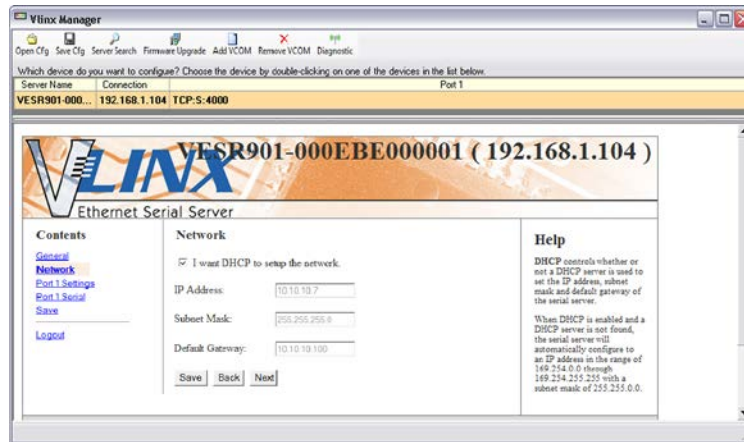 Vlinx Manager
Open Cfg Save Cfg Server Search Firmware Upgrade Add VCOM Remove VCOM Diagnostic
Which device do you want to configure? Choose the device by double-clicking on one of the devices in the list below.
Server Name Connection Port 1
VESR901-000... 192.168.1.104 TCP:S:4000
VLINX
VESR901-000EBE000001 ( 192.168.1.104 )
Ethernet Serial Server
Contents
General
Network
Port 1 Settings
Port 1 Serial
Save
Logout
Network
I want DHCP to setup the network.
IP Address: 10.10.10.7
Subnet Mask: 255.255.255.0
Default Gateway: 10.10.10.100
Save Back Next
Help
DHCP controls whether or
not a DHCP server is used to
set the IP address, subnet
mask and default gateway of
the serial server.
When DHCP is enabled and a
DHCP server is not found,
the serial server will
automatically configure to
an IP address in the range of
169.254.0.0 through
169.254.255.255 with a
subnet mask of 255.255.0.0.